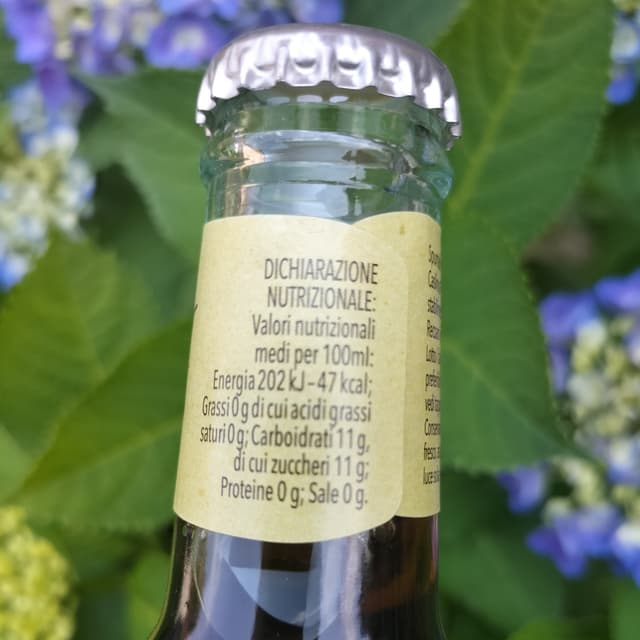 DICHIARAZIONE
NUTRIZIONALE:
Valori nutrizionali
medi per 100ml:
Energia 202 kJ – 47 kcal;
Grassi 0 g di cui acidi grassi
saturi 0 g; Carboidrati 11 g,
di cui zuccheri 11 g;
Proteine 0 g; Sale 0 g.